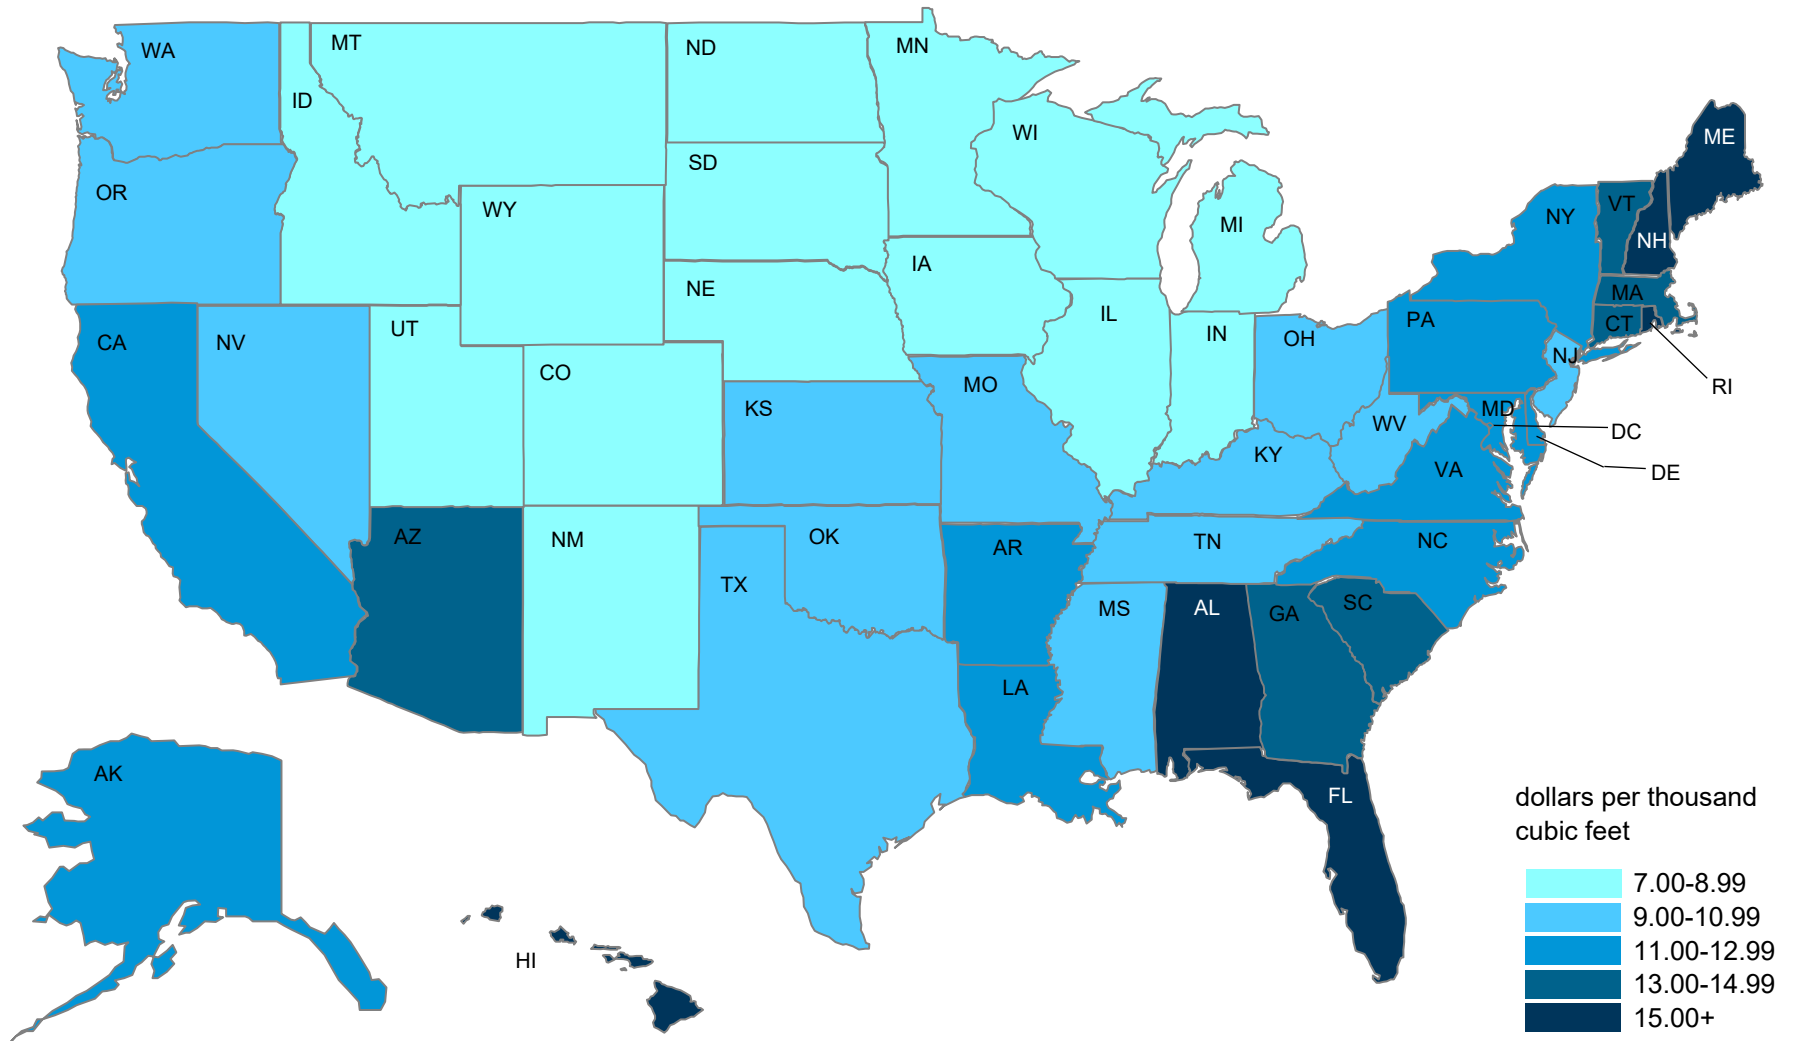 WA
MT
ND
MN
ID
WI
ME
SD
OR
WY
VT
NY
MI
NH
IA
NE
MA
IL
PA
CT
UT
IN
OH
CA
NV
NJ
CO
MO
RI
KS
MD
WV
DC
KY
VA
DE
AZ
NM
OK
AR
TN
NC
TX
MS
AL
GA
SC
LA
AK
FL
HI
dollars per thousand
cubic feet
7.00-8.99
9.00-10.99
11.00-12.99
13.00-14.99
15.00+